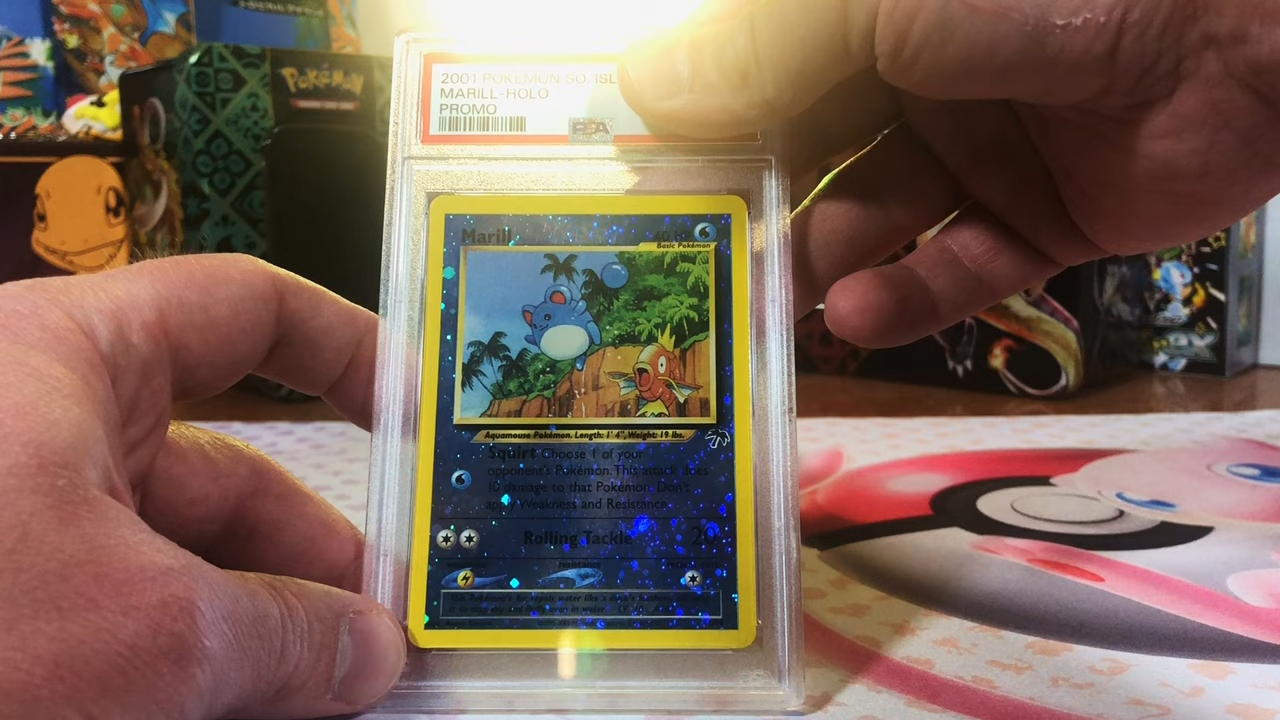 POKÉMON
2001 POKEMON SO. ISL
MARILL-HOLO
PROMO
PSA
Marill
Basic Pokémon
Aquamouse Pokémon. Length: 1' 4", Weight: 19 lbs.
Squirt Choose 1 of your
opponent's Pokémon. This attack does
10 damage to that Pokémon. Don't
apply Weakness and Resistance.
Rolling Tackle 20
resistance